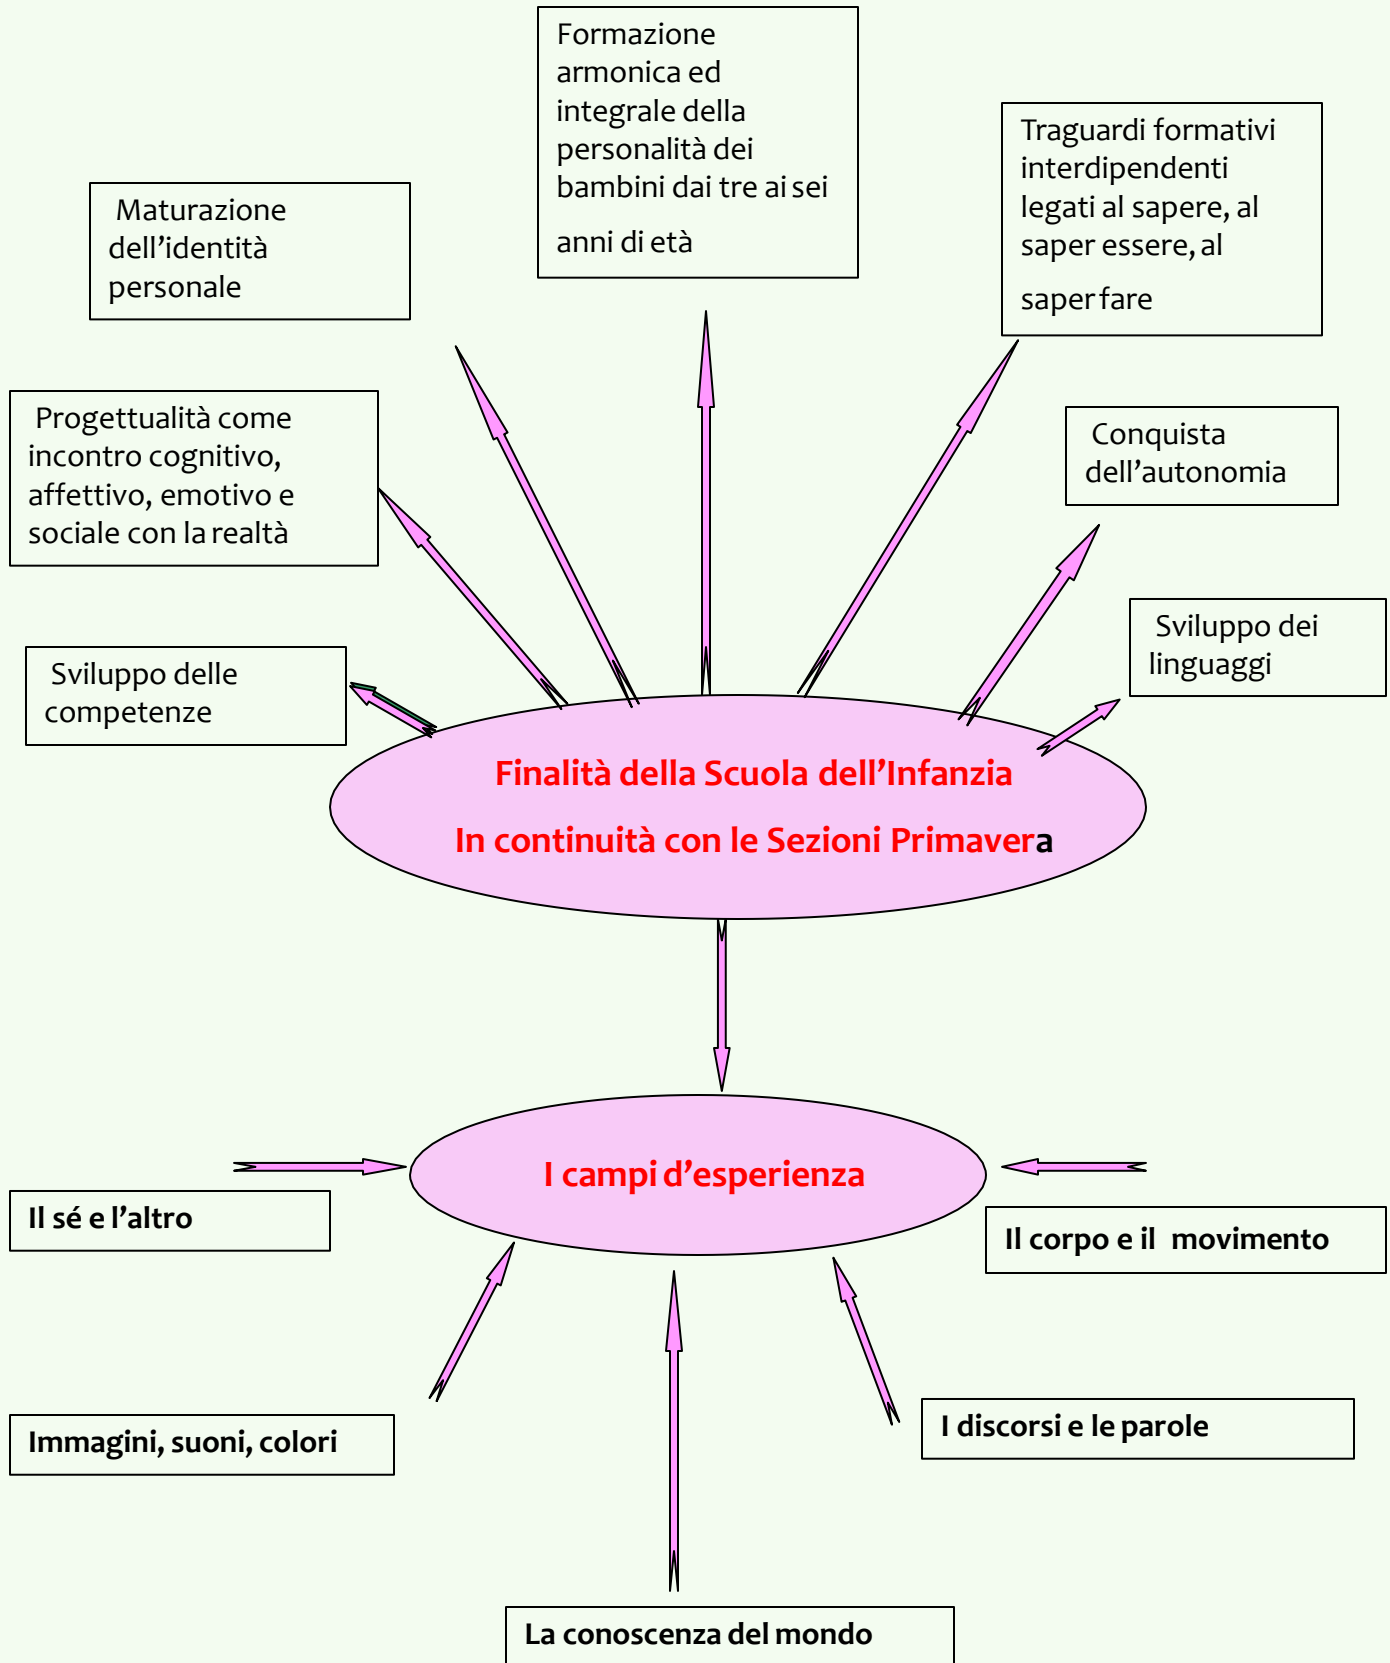 Formazione
armonica ed
integrale della
personalità dei
bambini dai tre ai sei
anni di età
Traguardi formativi
interdipendenti
legati al sapere, al
saper essere, al
saper fare
Maturazione
dell’identità
personale
Progettualità come
incontro cognitivo,
affettivo, emotivo e
sociale con la realtà
Conquista
dell’autonomia
Sviluppo dei
linguaggi
Sviluppo delle
competenze
Finalità della Scuola dell’Infanzia
In continuità con le Sezioni Primavera
I campi d’esperienza
Il sé e l’altro
Il corpo e il movimento
Immagini, suoni, colori
I discorsi e le parole
La conoscenza del mondo